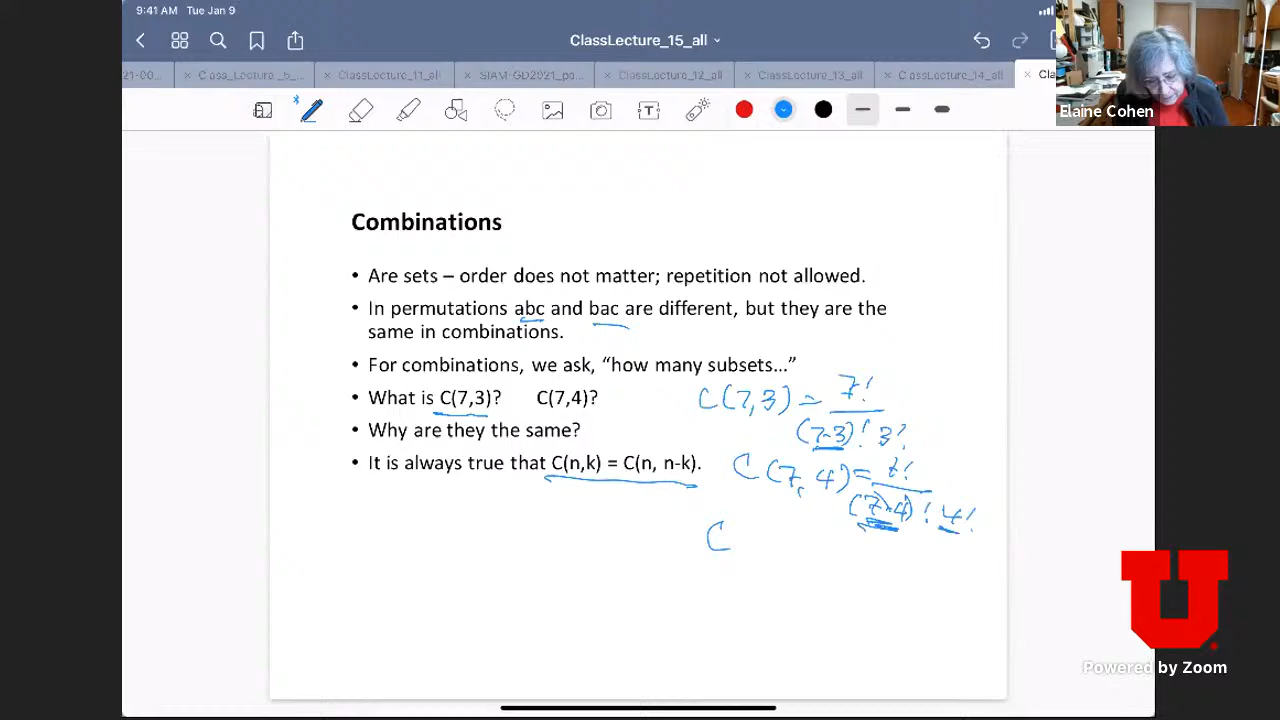 9:41 AM Tue Jan 9
ClassLecture_15_all
ClassLecture_11_all
SIAM-GD2021_po...
ClassLecture_12_all
ClassLecture_13_all
ClassLecture_14_all
Cla
Elaine Cohen
Combinations
• Are sets – order does not matter; repetition not allowed.
• In permutations abc and bac are different, but they are the
same in combinations.
• For combinations, we ask, “how many subsets...”
• What is C(7,3)? C(7,4)?
• Why are they the same?
• It is always true that C(n,k) = C(n, n-k).
C(7,3) = 7!
(7-3)! 3!
C(7,4) = 7!
(7-4)! 4!
C
U
Powered by Zoom